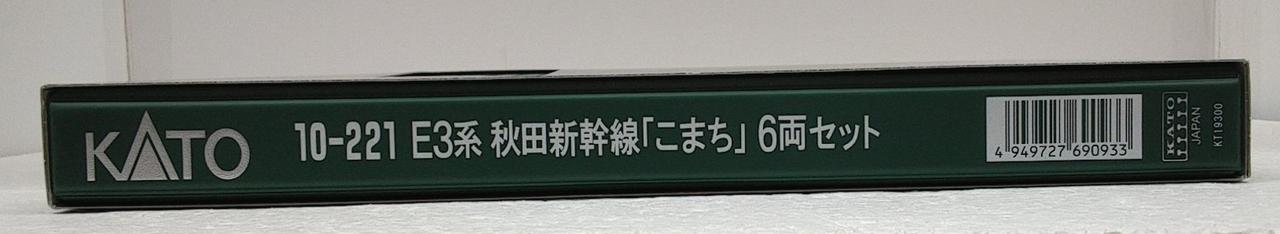 KATO
10-221 E3系 秋田新幹線「こまち」 6両セット
4 949727 690933
KATO
JAPAN
KT19300